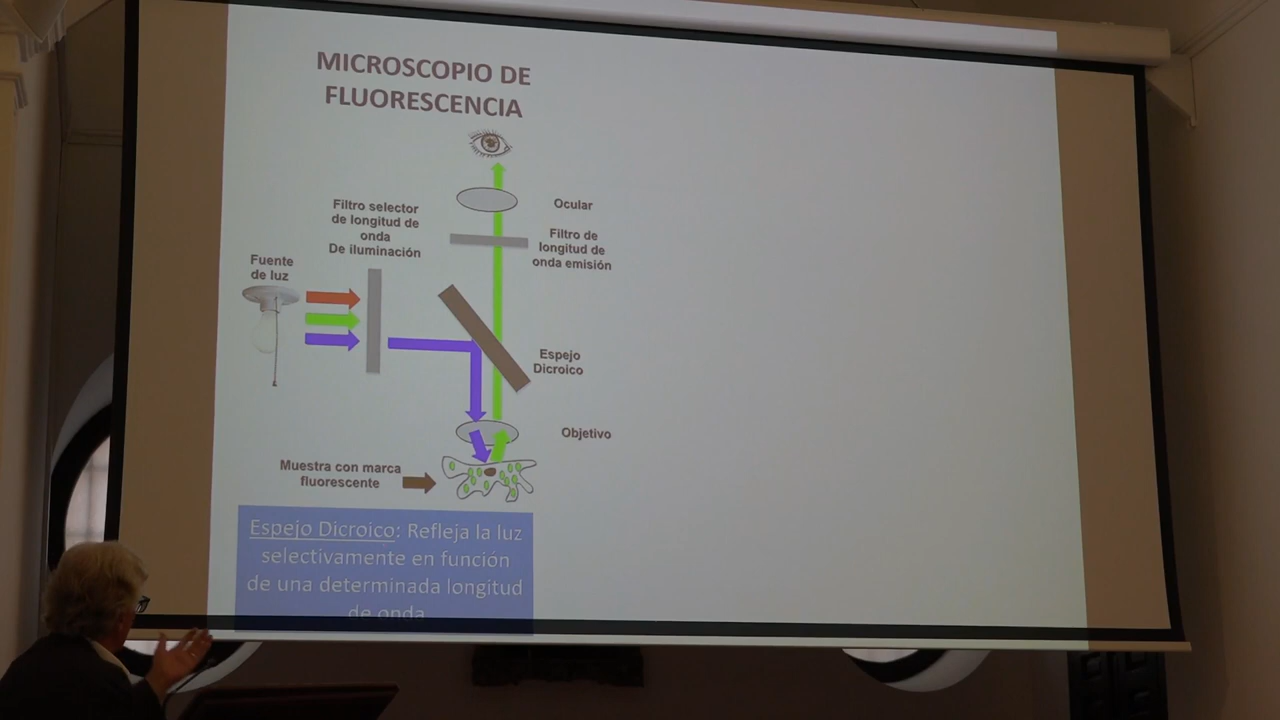 MICROSCOPIO DE
FLUORESCENCIA
Filtro selector
de longitud de
onda
De iluminación
Ocular
Filtro de
longitud de
onda emisión
Fuente
de luz
Espejo
Dicroico
Objetivo
Muestra con marca
fluorescente
Espejo Dicroico: Refleja la luz
selectivamente en función
de una determinada longitud
de onda